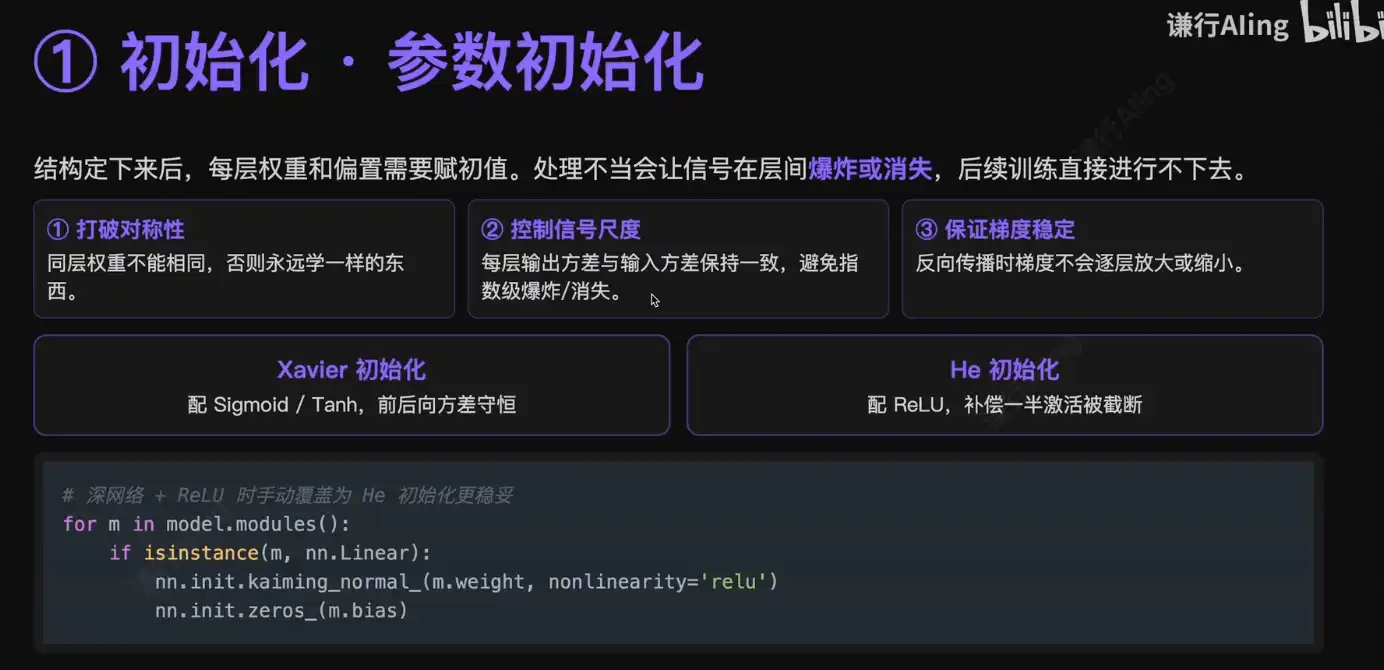 谦行AIing bilibi
① 初始化 · 参数初始化
结构定下来后，每层权重和偏置需要赋初值。处理不当会让信号在层间爆炸或消失，后续训练直接进行不下去。
① 打破对称性
同层权重不能相同，否则永远学一样的东
西。
② 控制信号尺度
每层输出方差与输入方差保持一致，避免指
数级爆炸/消失。
③ 保证梯度稳定
反向传播时梯度不会逐层放大或缩小。
Xavier 初始化
配 Sigmoid / Tanh，前后向方差守恒
He 初始化
配 ReLU，补偿一半激活被截断
# 深网络 + ReLU 时手动覆盖为 He 初始化更稳妥
for m in model.modules():
    if isinstance(m, nn.Linear):
        nn.init.kaiming_normal_(m.weight, nonlinearity='relu')
        nn.init.zeros_(m.bias)